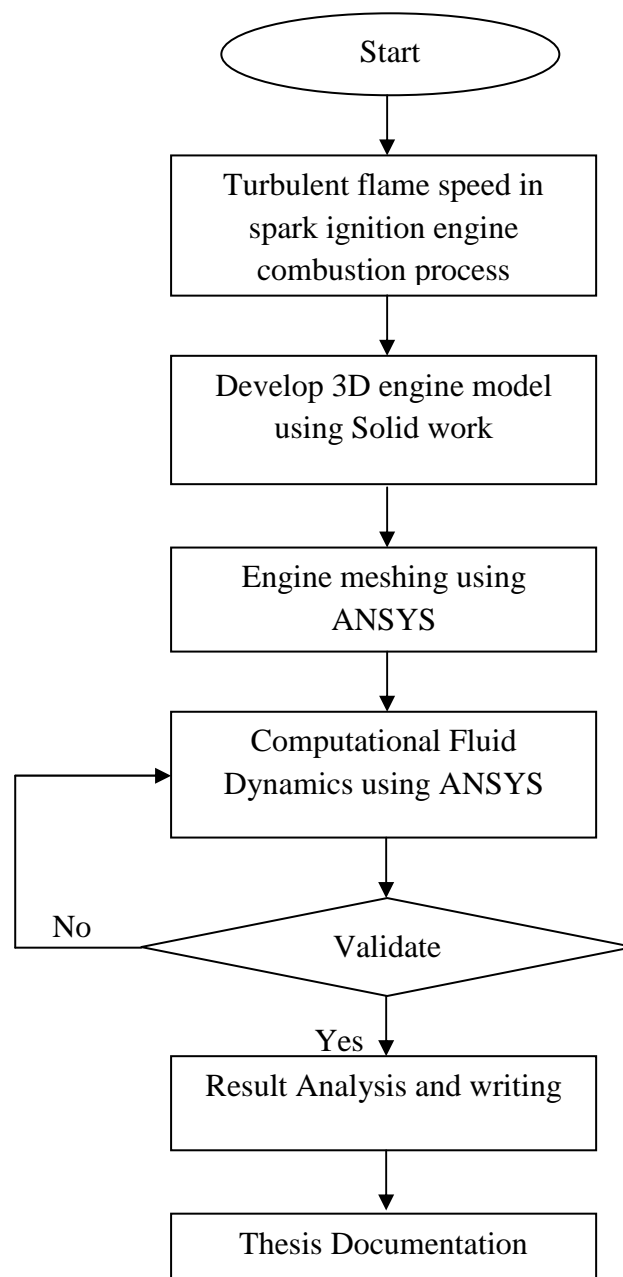 Start
Turbulent flame speed in
spark ignition engine
combustion process
Develop 3D engine model
using Solid work
Engine meshing using
ANSYS
Computational Fluid
Dynamics using ANSYS
No
Validate
Yes
Result Analysis and writing
Thesis Documentation